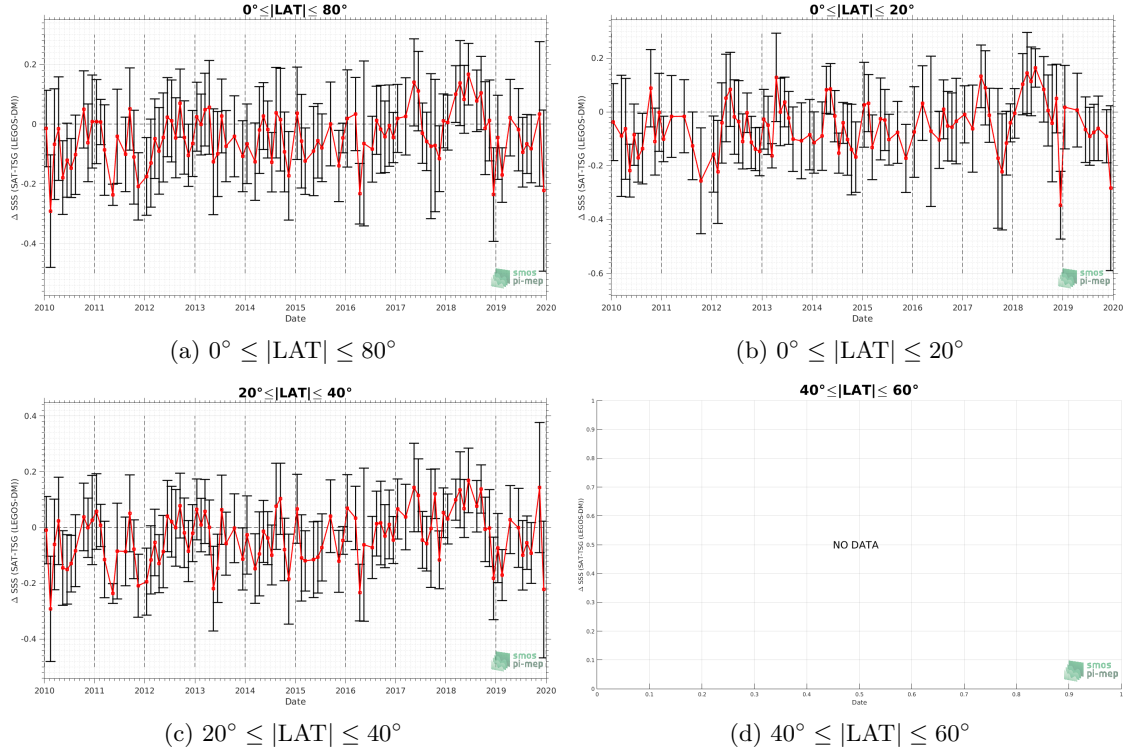 0°≤|LAT|≤ 80°
Δ SSS (SAT-TSG (LEGOS-DMI))
0.2
0
-0.2
-0.4
2010 2011 2012 2013 2014 2015 2016 2017 2018 2019 2020
Date
smos
pi-mep
(a) 0° ≤ |LAT| ≤ 80°
0°≤|LAT|≤ 20°
Δ SSS (SAT-TSG (LEGOS-DMI))
0.2
0
-0.2
-0.4
-0.6
2010 2011 2012 2013 2014 2015 2016 2017 2018 2019 2020
Date
smos
pi-mep
(b) 0° ≤ |LAT| ≤ 20°
20°≤|LAT|≤ 40°
Δ SSS (SAT-TSG (LEGOS-DMI))
0.4
0.2
0
-0.2
-0.4
2010 2011 2012 2013 2014 2015 2016 2017 2018 2019 2020
Date
smos
pi-mep
(c) 20° ≤ |LAT| ≤ 40°
40°≤|LAT|≤ 60°
Δ SSS (SAT-TSG (LEGOS-DMI))
1
0.9
0.8
0.7
0.6
0.5
0.4
0.3
0.2
0.1
0
NO DATA
0 0.1 0.2 0.3 0.4 0.5 0.6 0.7 0.8 0.9 1
Date
smos
pi-mep
(d) 40° ≤ |LAT| ≤ 60°